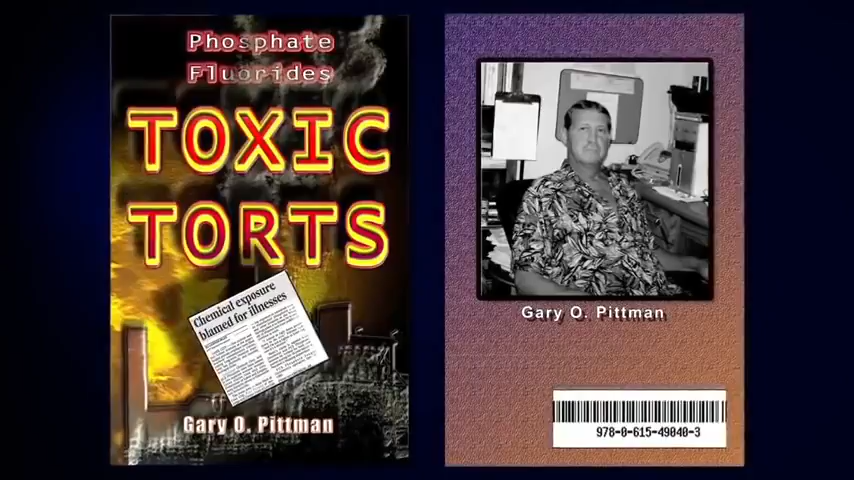 Phosphate
Fluorides
TOXIC
TORTS
Chemical exposure
blamed for illnesses
Gary O. Pittman
Gary O. Pittman
978-0-615-49040-3